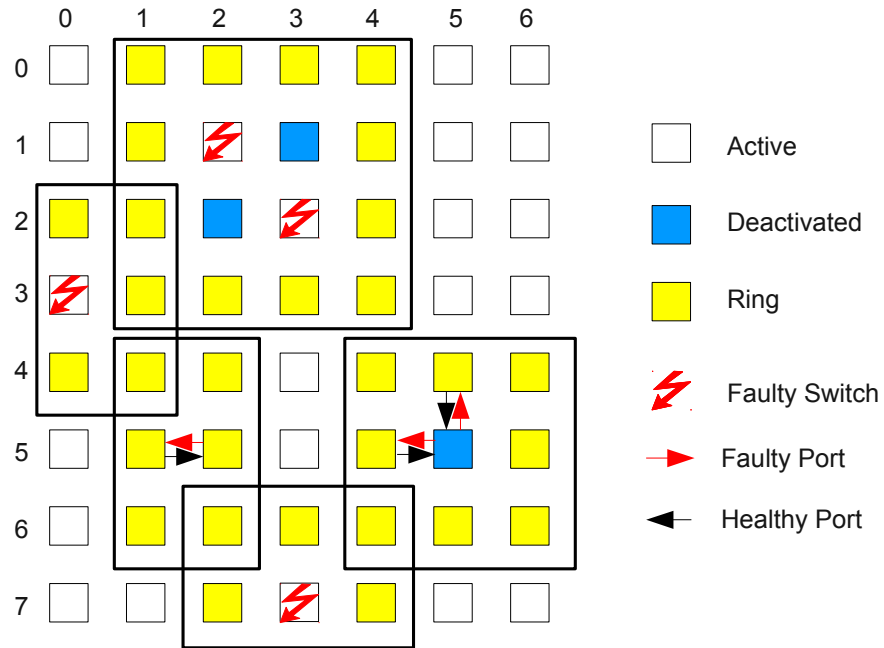 0 1 2 3 4 5 6
0
1
2
3
4
5
6
7
Active
Deactivated
Ring
Faulty Switch
Faulty Port
Healthy Port